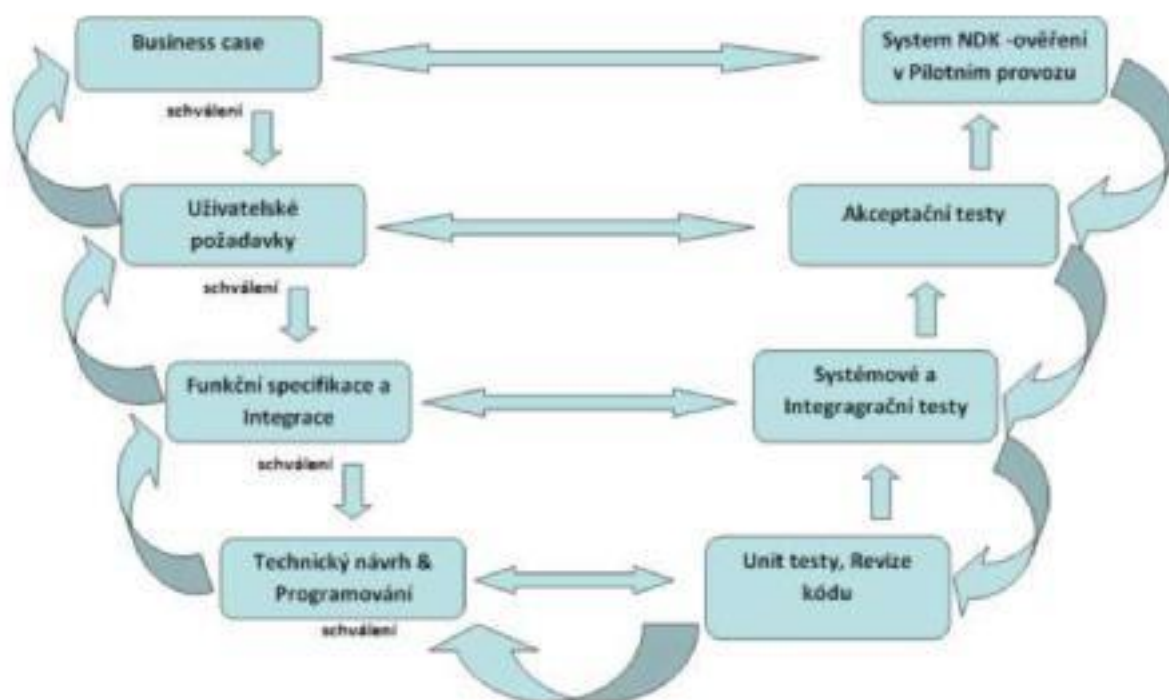 Business case
System NDK -ověření
v Pilotním provozu
schválení
Uživatelské
požadavky
Akceptační testy
schválení
Funkční specifikace a
Integrace
Systémové a
Integragrační testy
schválení
Technický návrh &
Programování
Unit testy, Revize
kódu
schválení